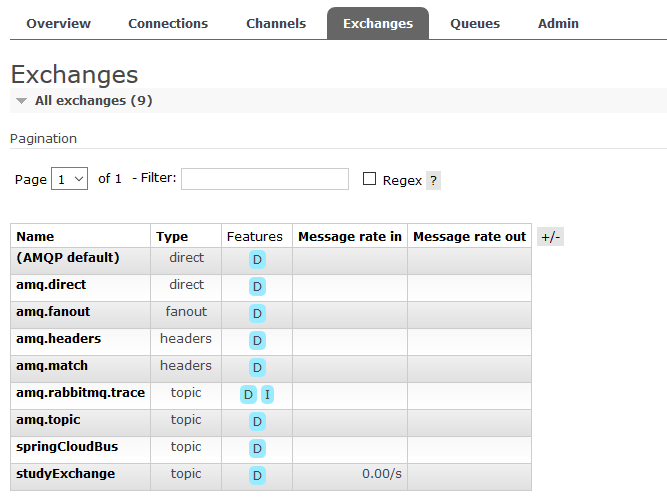 Overview Connections Channels Exchanges Queues Admin
Exchanges
All exchanges (9)
Pagination
Page 1 of 1 - Filter: Regex ?
Name Type Features Message rate in Message rate out +/-
(AMQP default) direct D
amq.direct direct D
amq.fanout fanout D
amq.headers headers D
amq.match headers D
amq.rabbitmq.trace topic D I
amq.topic topic D
springCloudBus topic D
studyExchange topic D 0.00/s